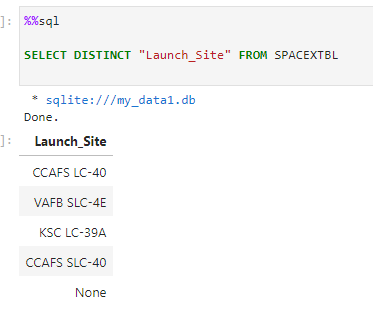 ]: %%sql
SELECT DISTINCT "Launch_Site" FROM SPACEXTBL
* sqlite:///my_data1.db
Done.
]: Launch_Site
CCAFS LC-40
VAFB SLC-4E
KSC LC-39A
CCAFS SLC-40
None